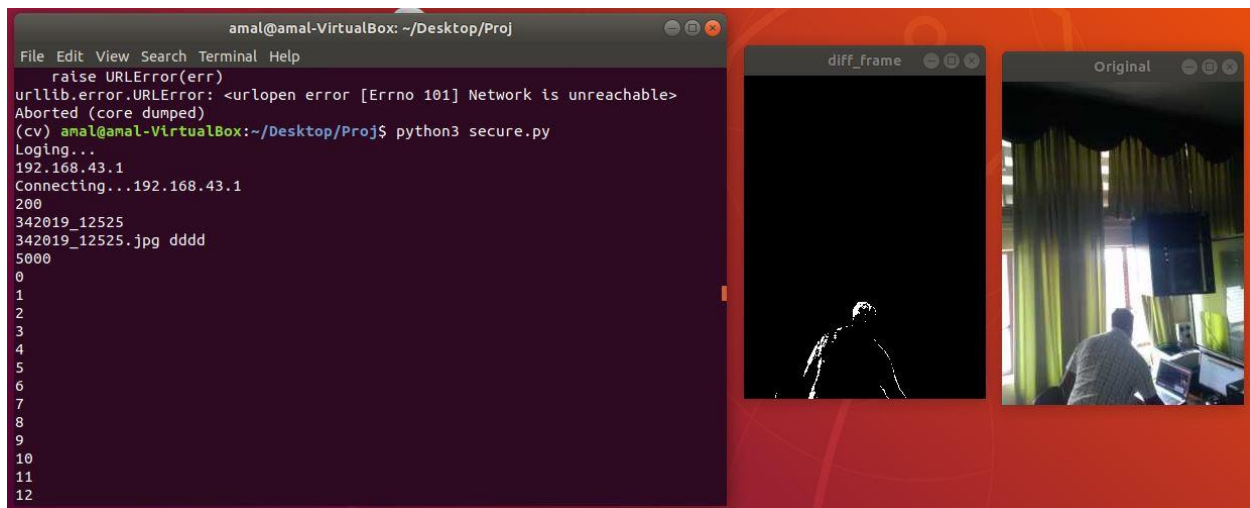 amal@amal-VirtualBox: ~/Desktop/Proj
File Edit View Search Terminal Help
    raise URLError(err)
urllib.error.URLError: <urlopen error [Errno 101] Network is unreachable>
Aborted (core dumped)
(cv) amal@amal-VirtualBox:~/Desktop/Proj$ python3 secure.py
Loging...
192.168.43.1
Connecting...192.168.43.1
200
342019_12525
342019_12525.jpg dddd
5000
0
1
2
3
4
5
6
7
8
9
10
11
12
diff_frame
Original